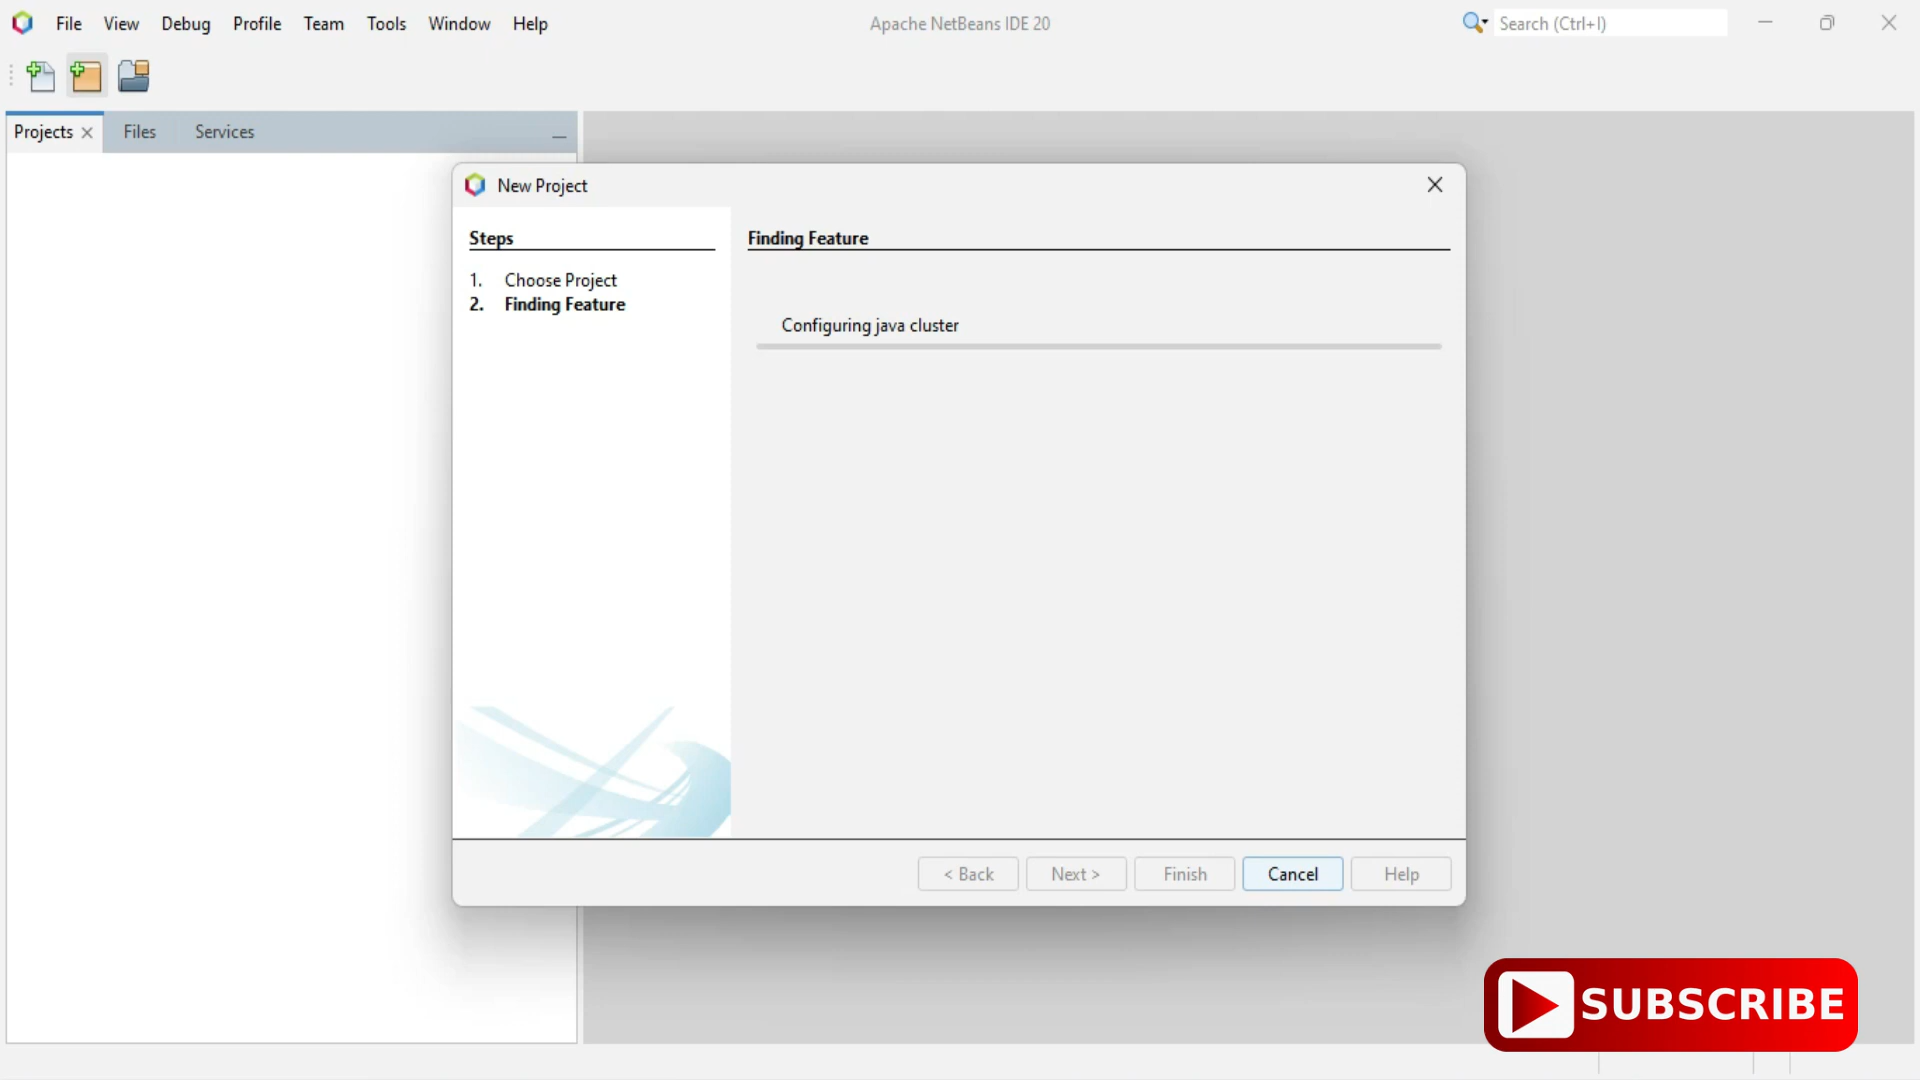 File View Debug Profile Team Tools Window Help Apache NetBeans IDE 20 Search (Ctrl+I)
Projects Files Services
New Project
Steps
1. Choose Project
2. Finding Feature
Finding Feature
Configuring java cluster
< Back Next > Finish Cancel Help
SUBSCRIBE